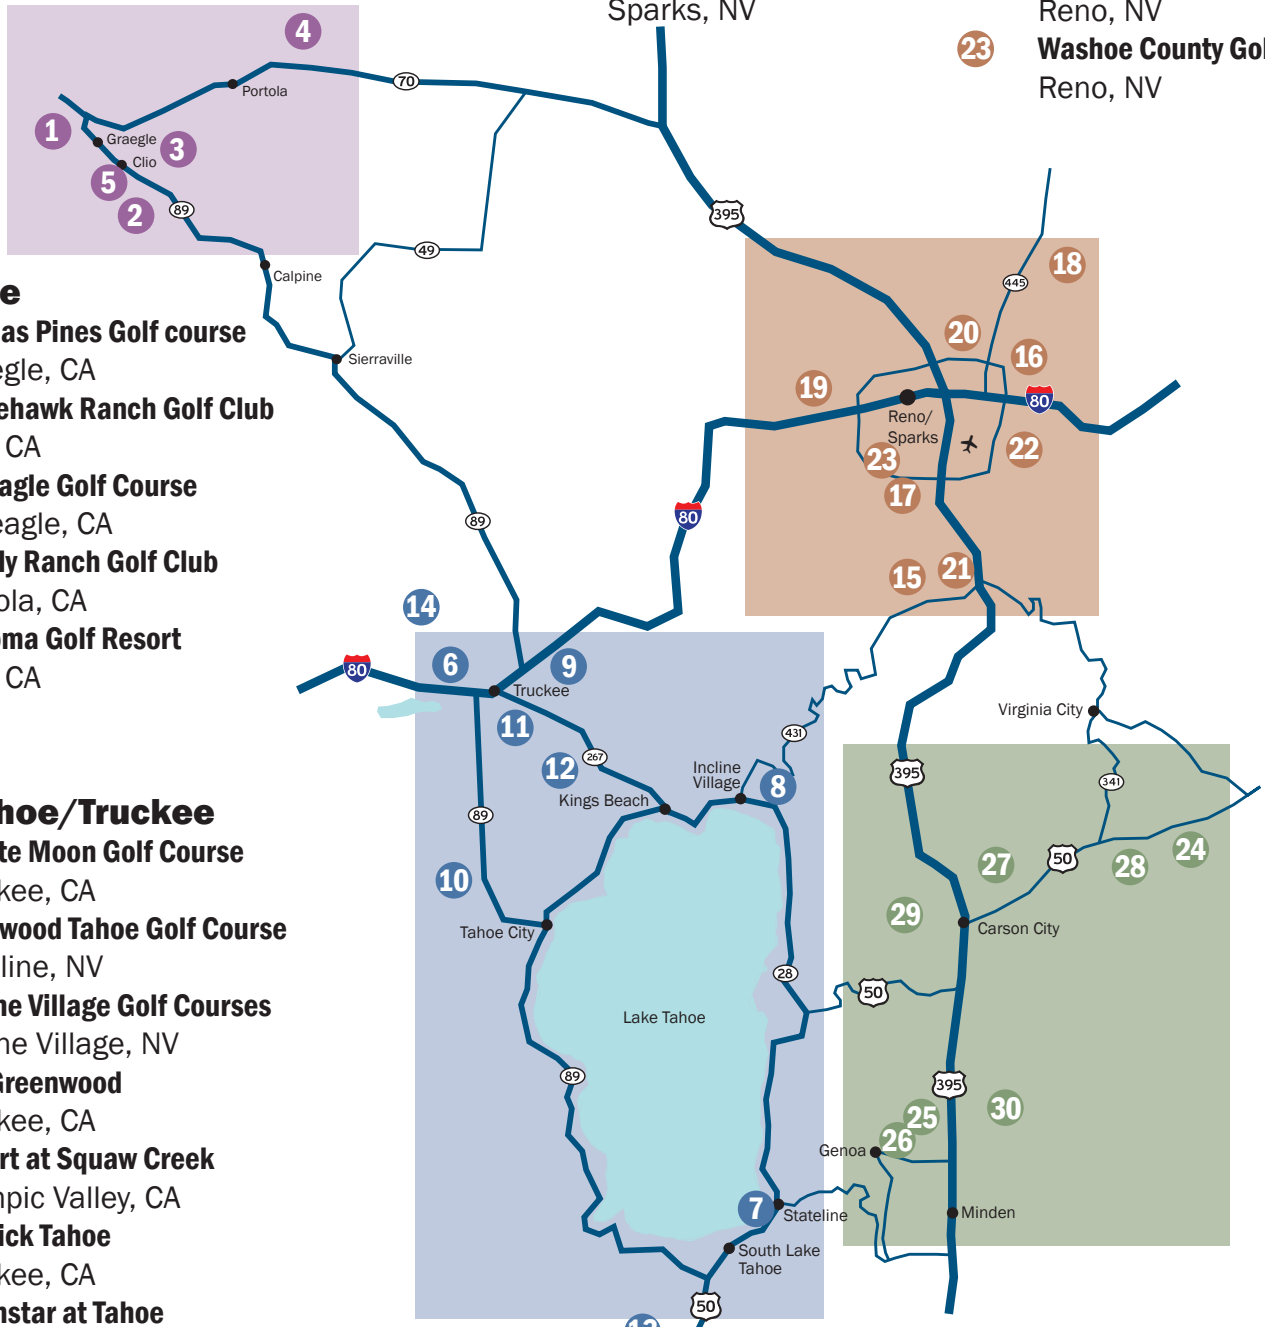 Sparks, NV
Reno, NV
23 Washoe County Gol
Reno, NV
4
Portola
70
1
Graegle
3
Clio
5
2
89
395
49
Calpine
Sierraville
445
18
20
16
19
80
Reno/
Sparks
22
23
17
15
21
e
as Pines Golf course
egle, CA
ehawk Ranch Golf Club
CA
agle Golf Course
eagle, CA
ly Ranch Golf Club
ola, CA
oma Golf Resort
CA
89
80
14
80
6
9
Truckee
11
12
267
431
Incline
Village
8
Kings Beach
89
10
Tahoe City
Lake Tahoe
28
89
7
Stateline
South Lake
Tahoe
50
13
Virginia City
341
395
50
27
28
24
29
Carson City
50
395
30
25
26
Genoa
Minden
hoe/Truckee
te Moon Golf Course
kee, CA
wood Tahoe Golf Course
line, NV
ne Village Golf Courses
ne Village, NV
Greenwood
kee, CA
rt at Squaw Creek
mpic Valley, CA
ick Tahoe
kee, CA
nstar at Tahoe